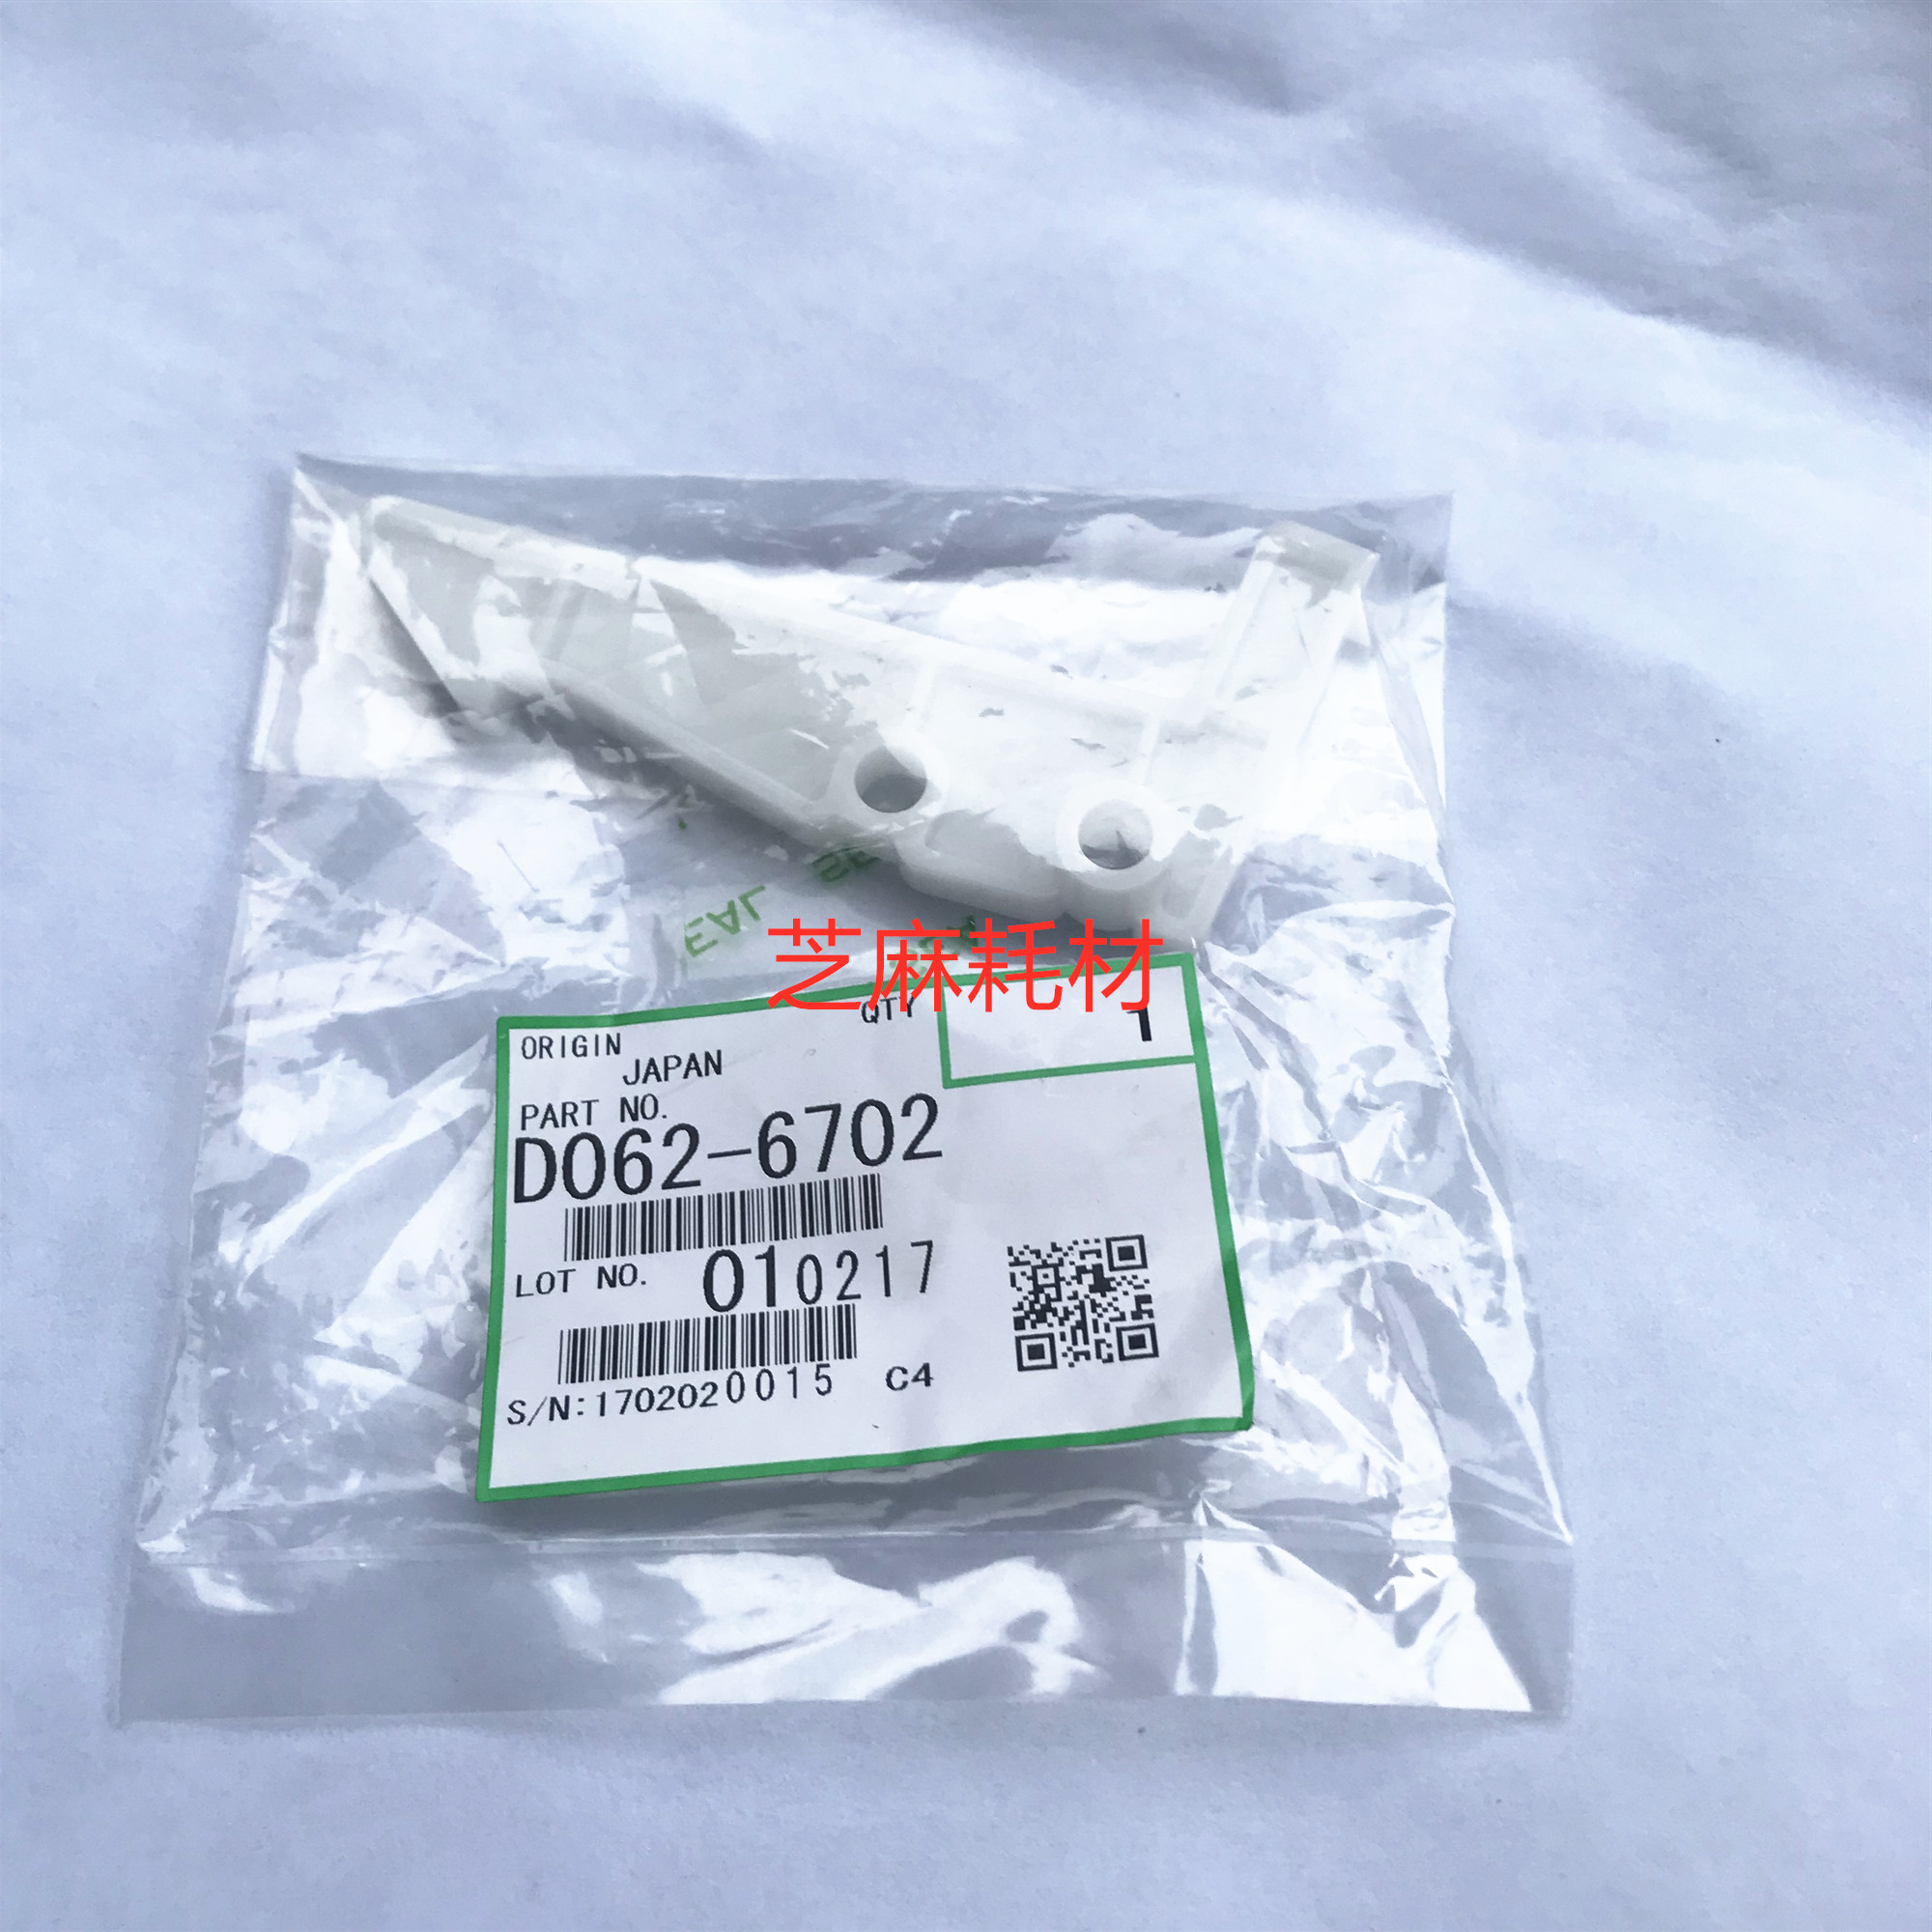 芝麻耗材
QTY 1
ORIGIN
JAPAN
PART NO.
D062-6702
LOT NO. 010217
S/N:1702020015 C4